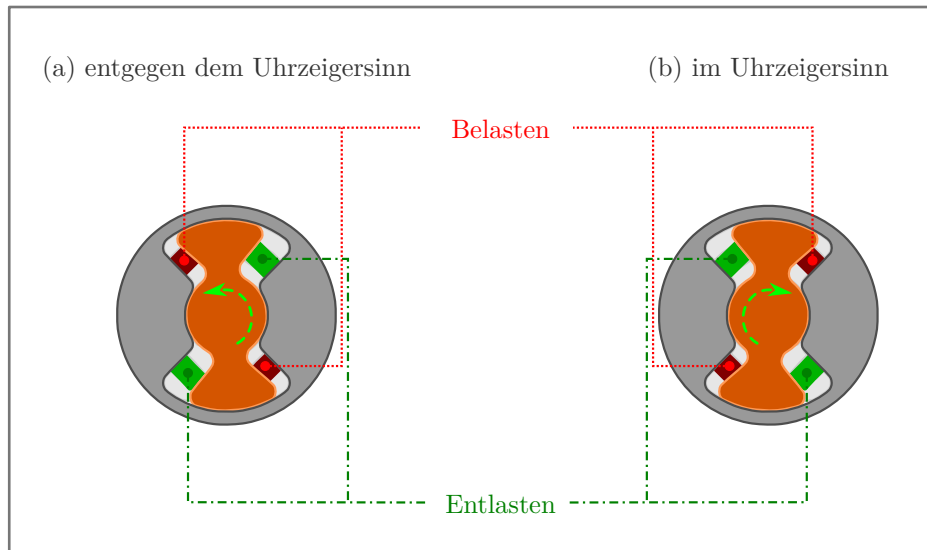 (a) entgegen dem Uhrzeigersinn
(b) im Uhrzeigersinn
Belasten
Entlasten